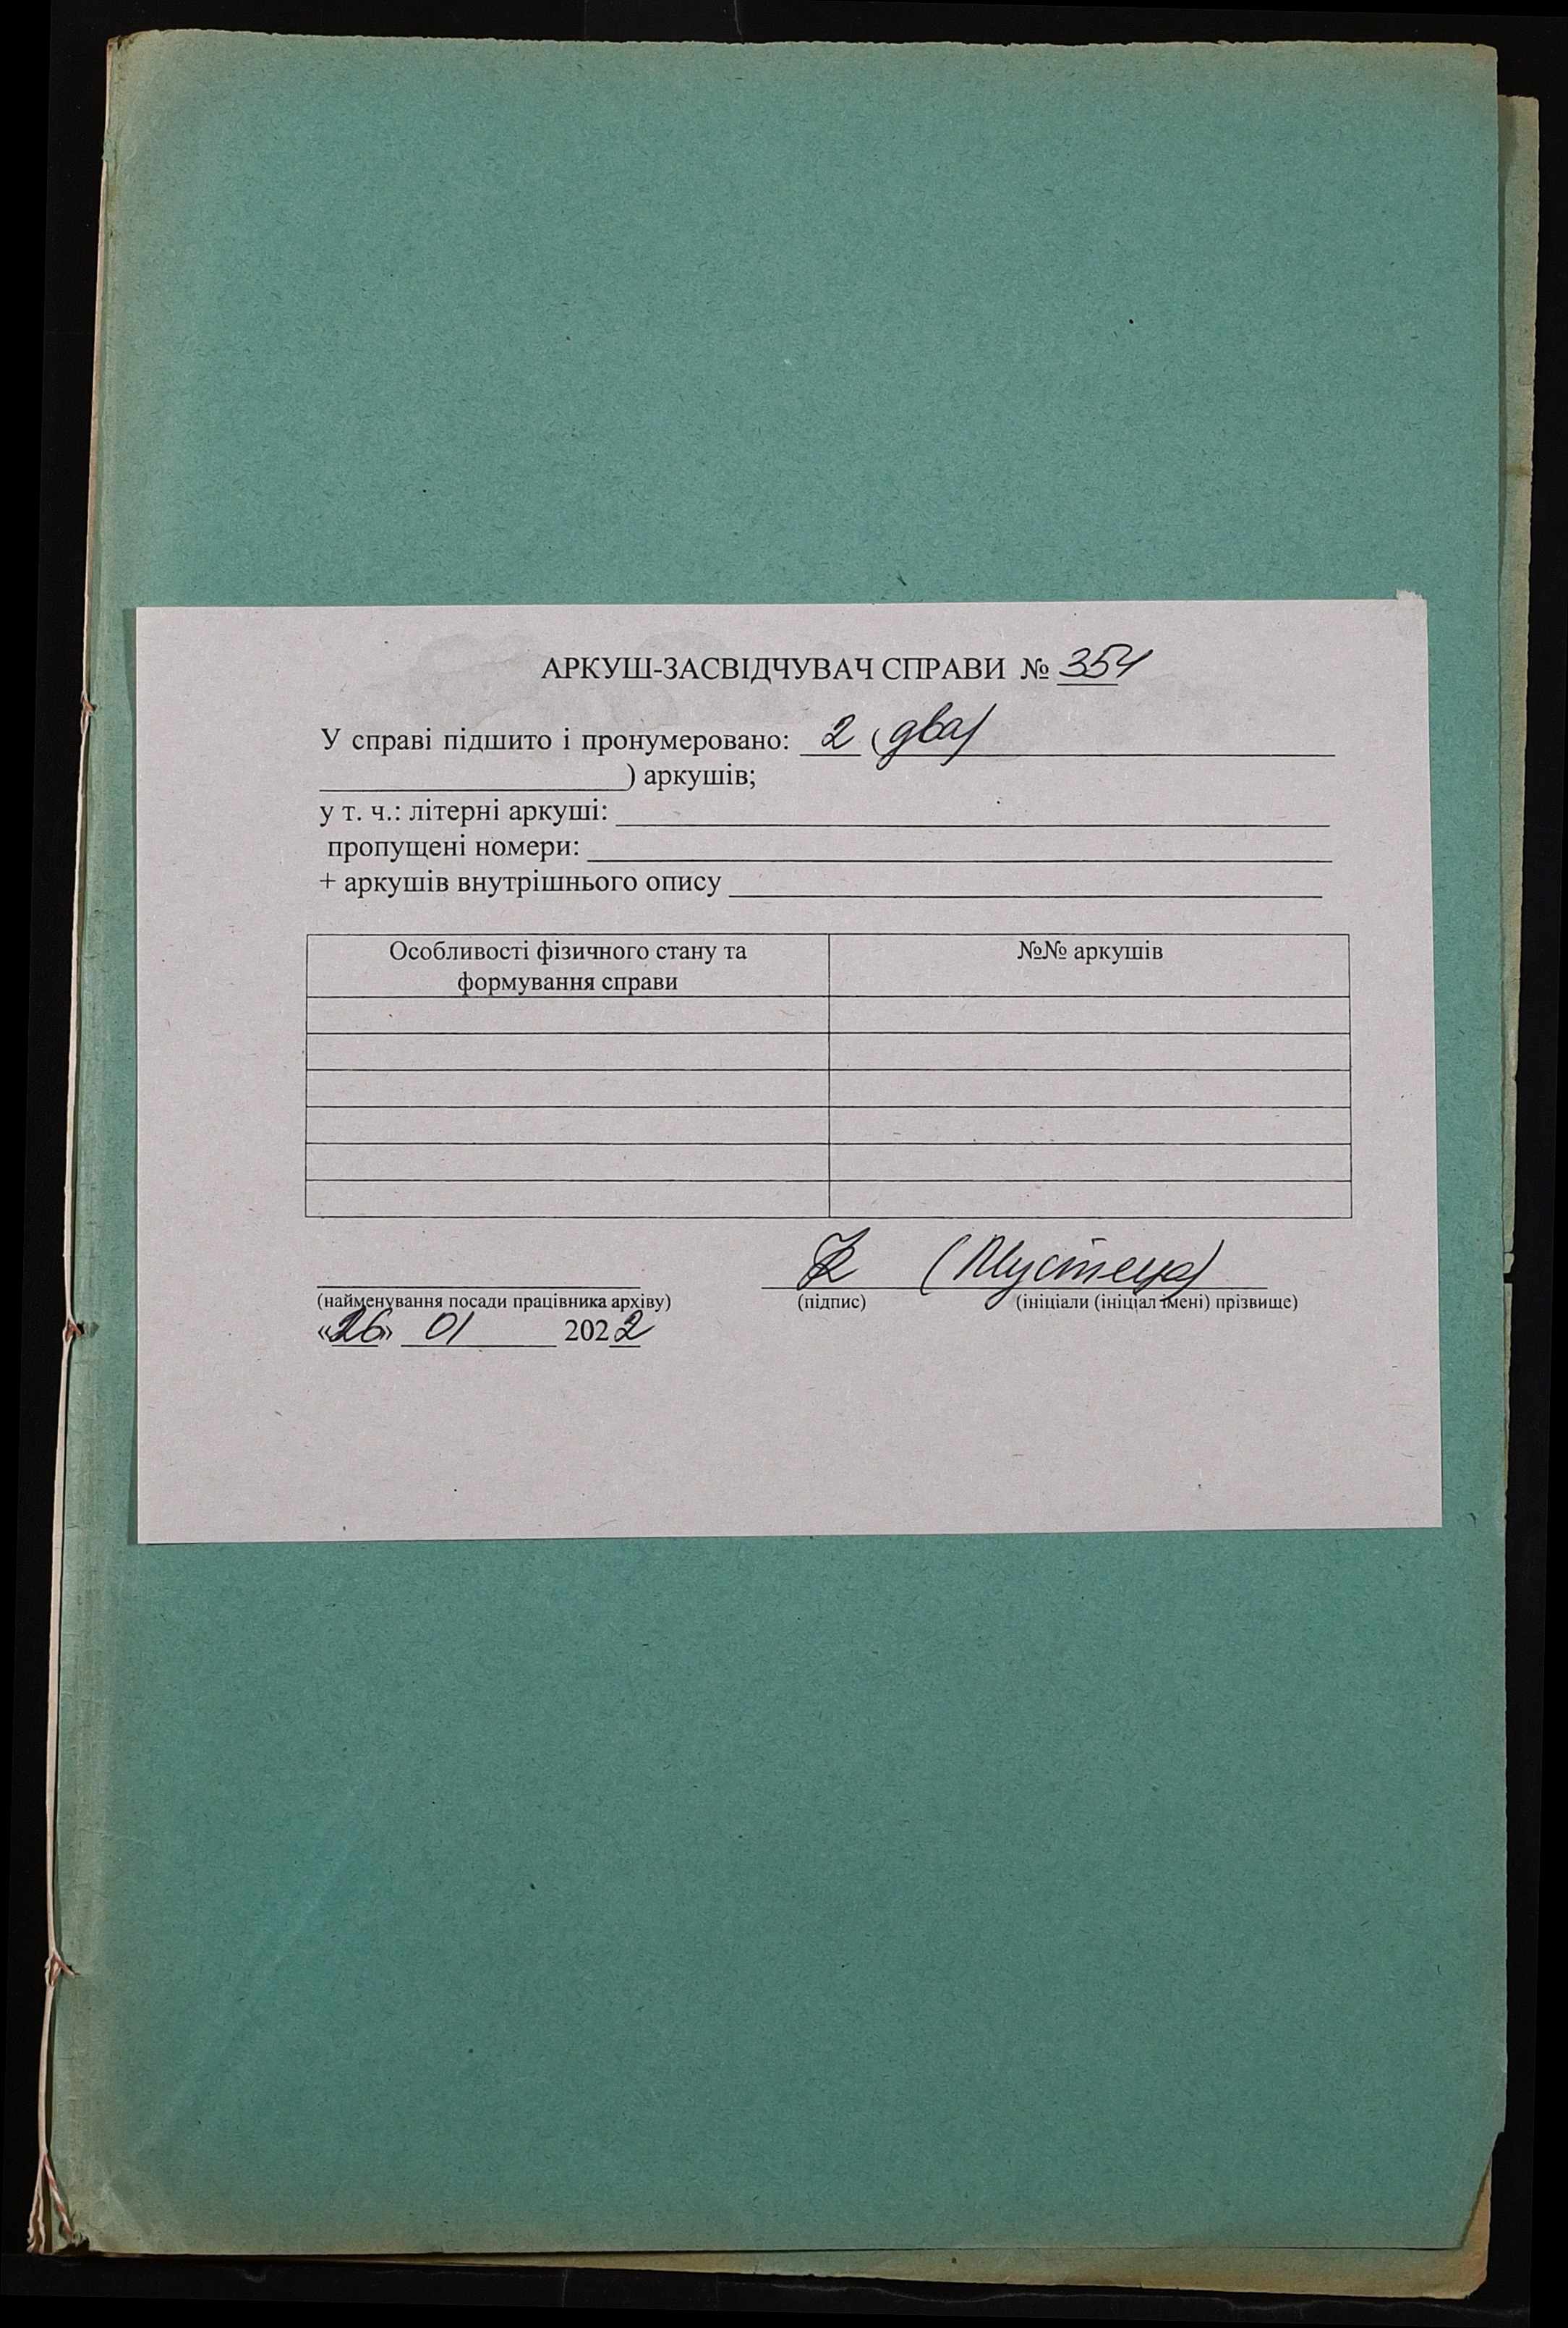 АРКУШ-ЗАСВІДЧУВАЧ СПРАВИ № 354
У справі підшито і пронумеровано: 2 (два)
) аркушів;
у т. ч.: літерні аркуші:
пропущені номери:
+ аркушів внутрішнього опису
Особливості фізичного стану та
формування справи
№№ аркушів
(найменування посади працівника архіву)
(підпис)
(ініціали (ініціал імені) прізвище)
«26» 01 2022